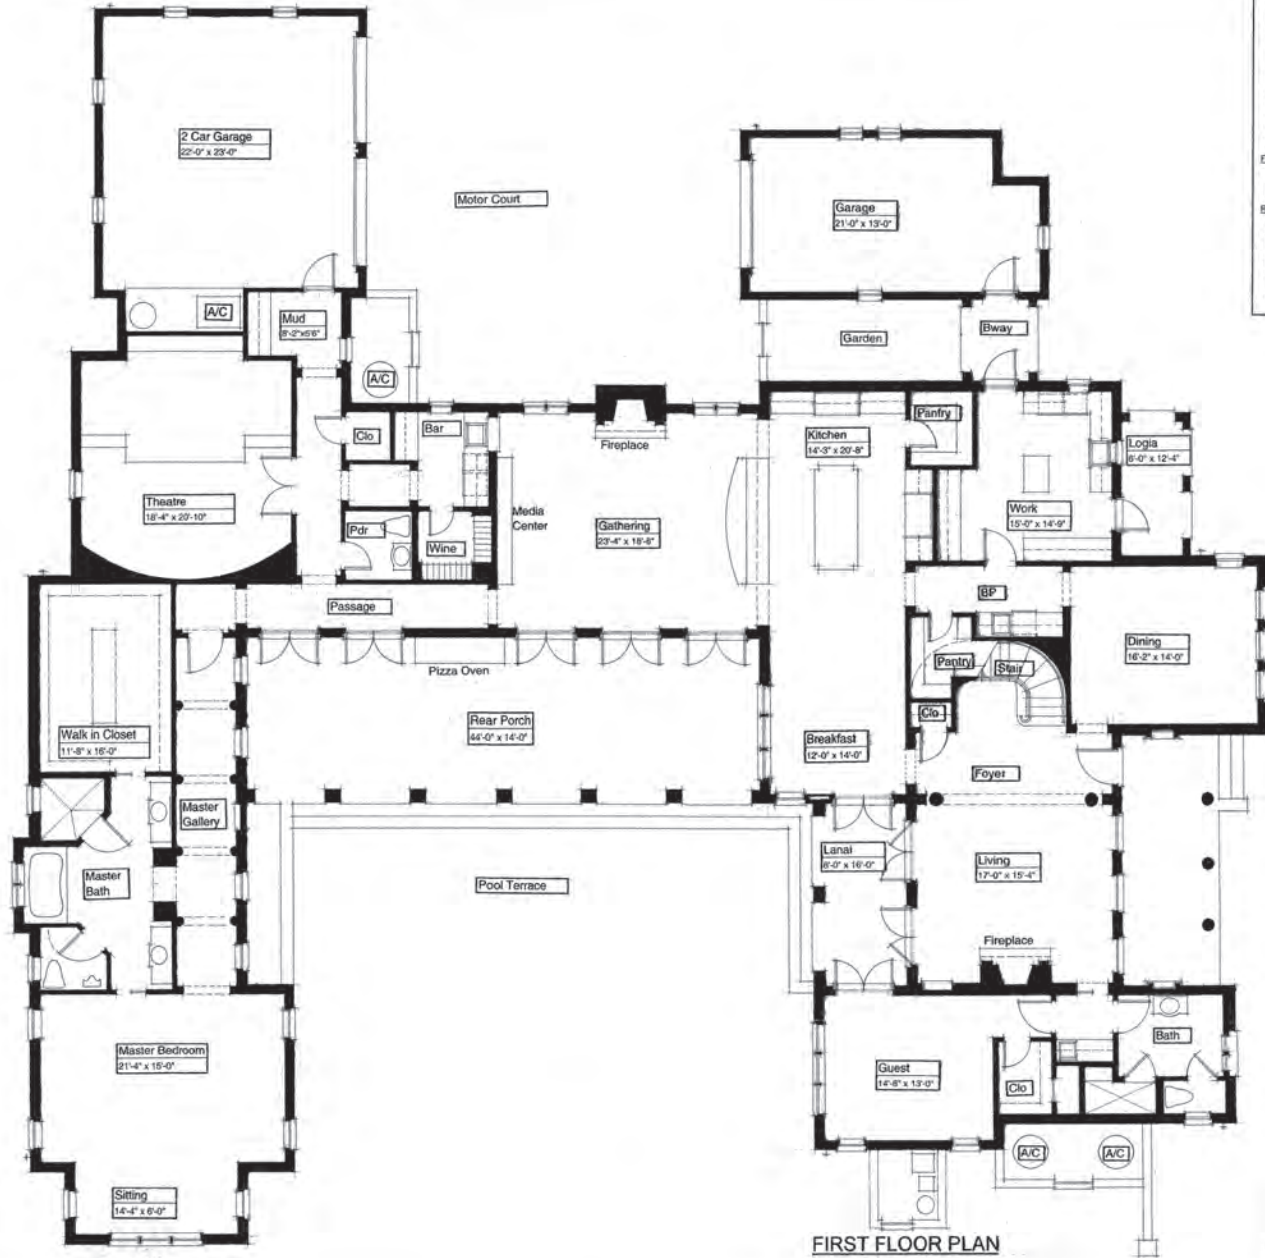 2 Car Garage
22'-0" x 23'-0"
Motor Court
Garage
21'-0" x 13'-0"
A/C
Mud
8'-2"x5'6"
Garden
Bway
A/C
Clo
Bar
Fireplace
Kitchen
14'-3" x 20'-8"
Pantry
Logia
6'-0" x 12'-4"
Theatre
18'-4" x 20'-10"
Pdr
Wine
Media
Center
Gathering
23'-4" x 18'-6"
Work
15'-0" x 14'-9"
Passage
BP
Dining
16'-2" x 14'-0"
Pizza Oven
Pantry
Stair
Walk in Closet
11'-8" x 16'-0"
Rear Porch
44'-0" x 14'-0"
Breakfast
12'-0" x 14'-0"
Clo
Foyer
Master
Gallery
Master
Bath
Pool Terrace
Lanai
8'-0" x 16'-0"
Living
17'-0" x 15'-4"
Fireplace
Master Bedroom
21'-4" x 15'-0"
Guest
14'-8" x 13'-0"
Clo
Bath
A/C
A/C
Sitting
14'-4" x 6'-0"
FIRST FLOOR PLAN